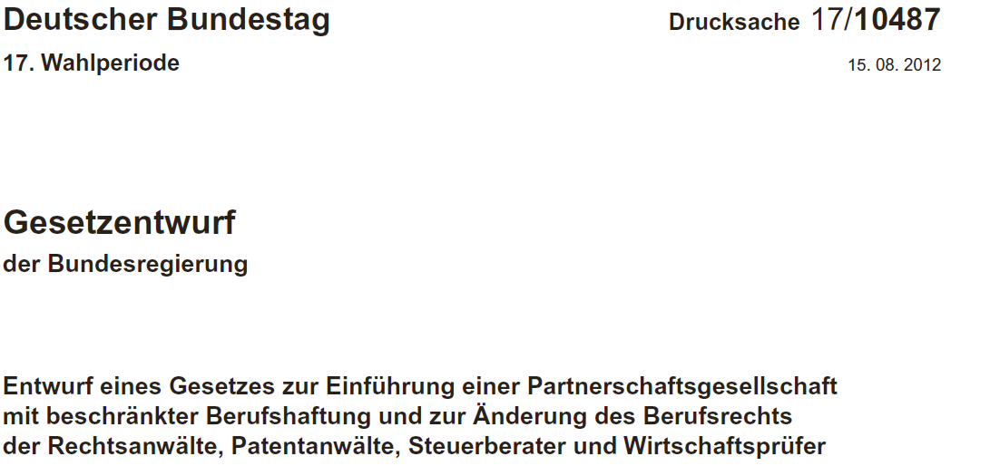 Deutscher Bundestag Drucksache 17/10487
17. Wahlperiode 15. 08. 2012
Gesetzentwurf
der Bundesregierung
Entwurf eines Gesetzes zur Einführung einer Partnerschaftsgesellschaft
mit beschränkter Berufshaftung und zur Änderung des Berufsrechts
der Rechtsanwälte, Patentanwälte, Steuerberater und Wirtschaftsprüfer